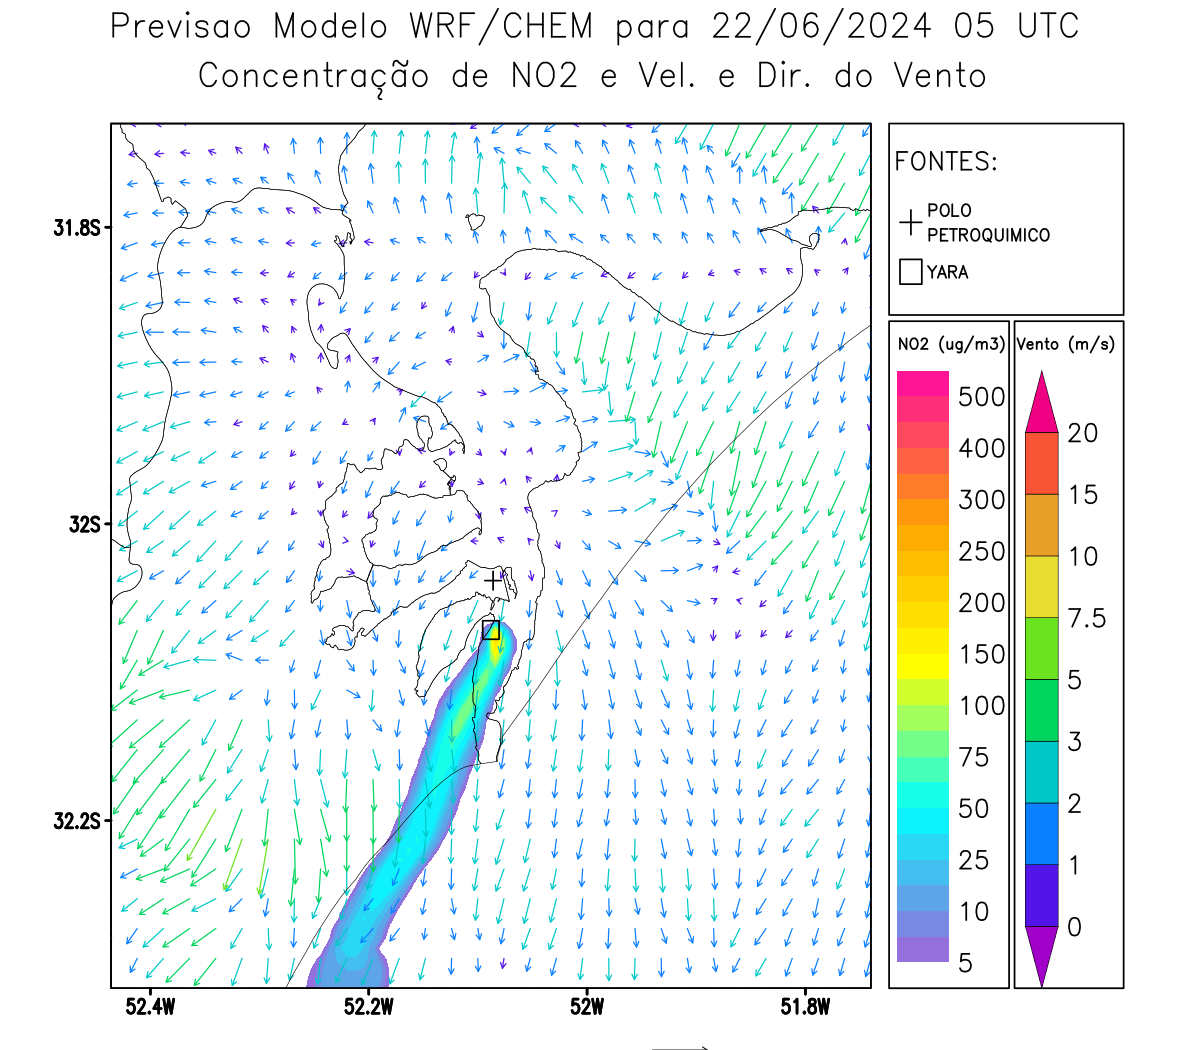 Previsao Modelo WRF/CHEM para 22/06/2024 05 UTC
Concentração de NO2 e Vel. e Dir. do Vento
FONTES:
POLO
PETROQUIMICO
YARA
NO2 (ug/m3)
500
400
300
250
200
150
100
75
50
25
10
5
Vento (m/s)
20
15
10
7.5
5
3
2
1
0
31.8S
32S
32.2S
52.4W
52.2W
52W
51.8W